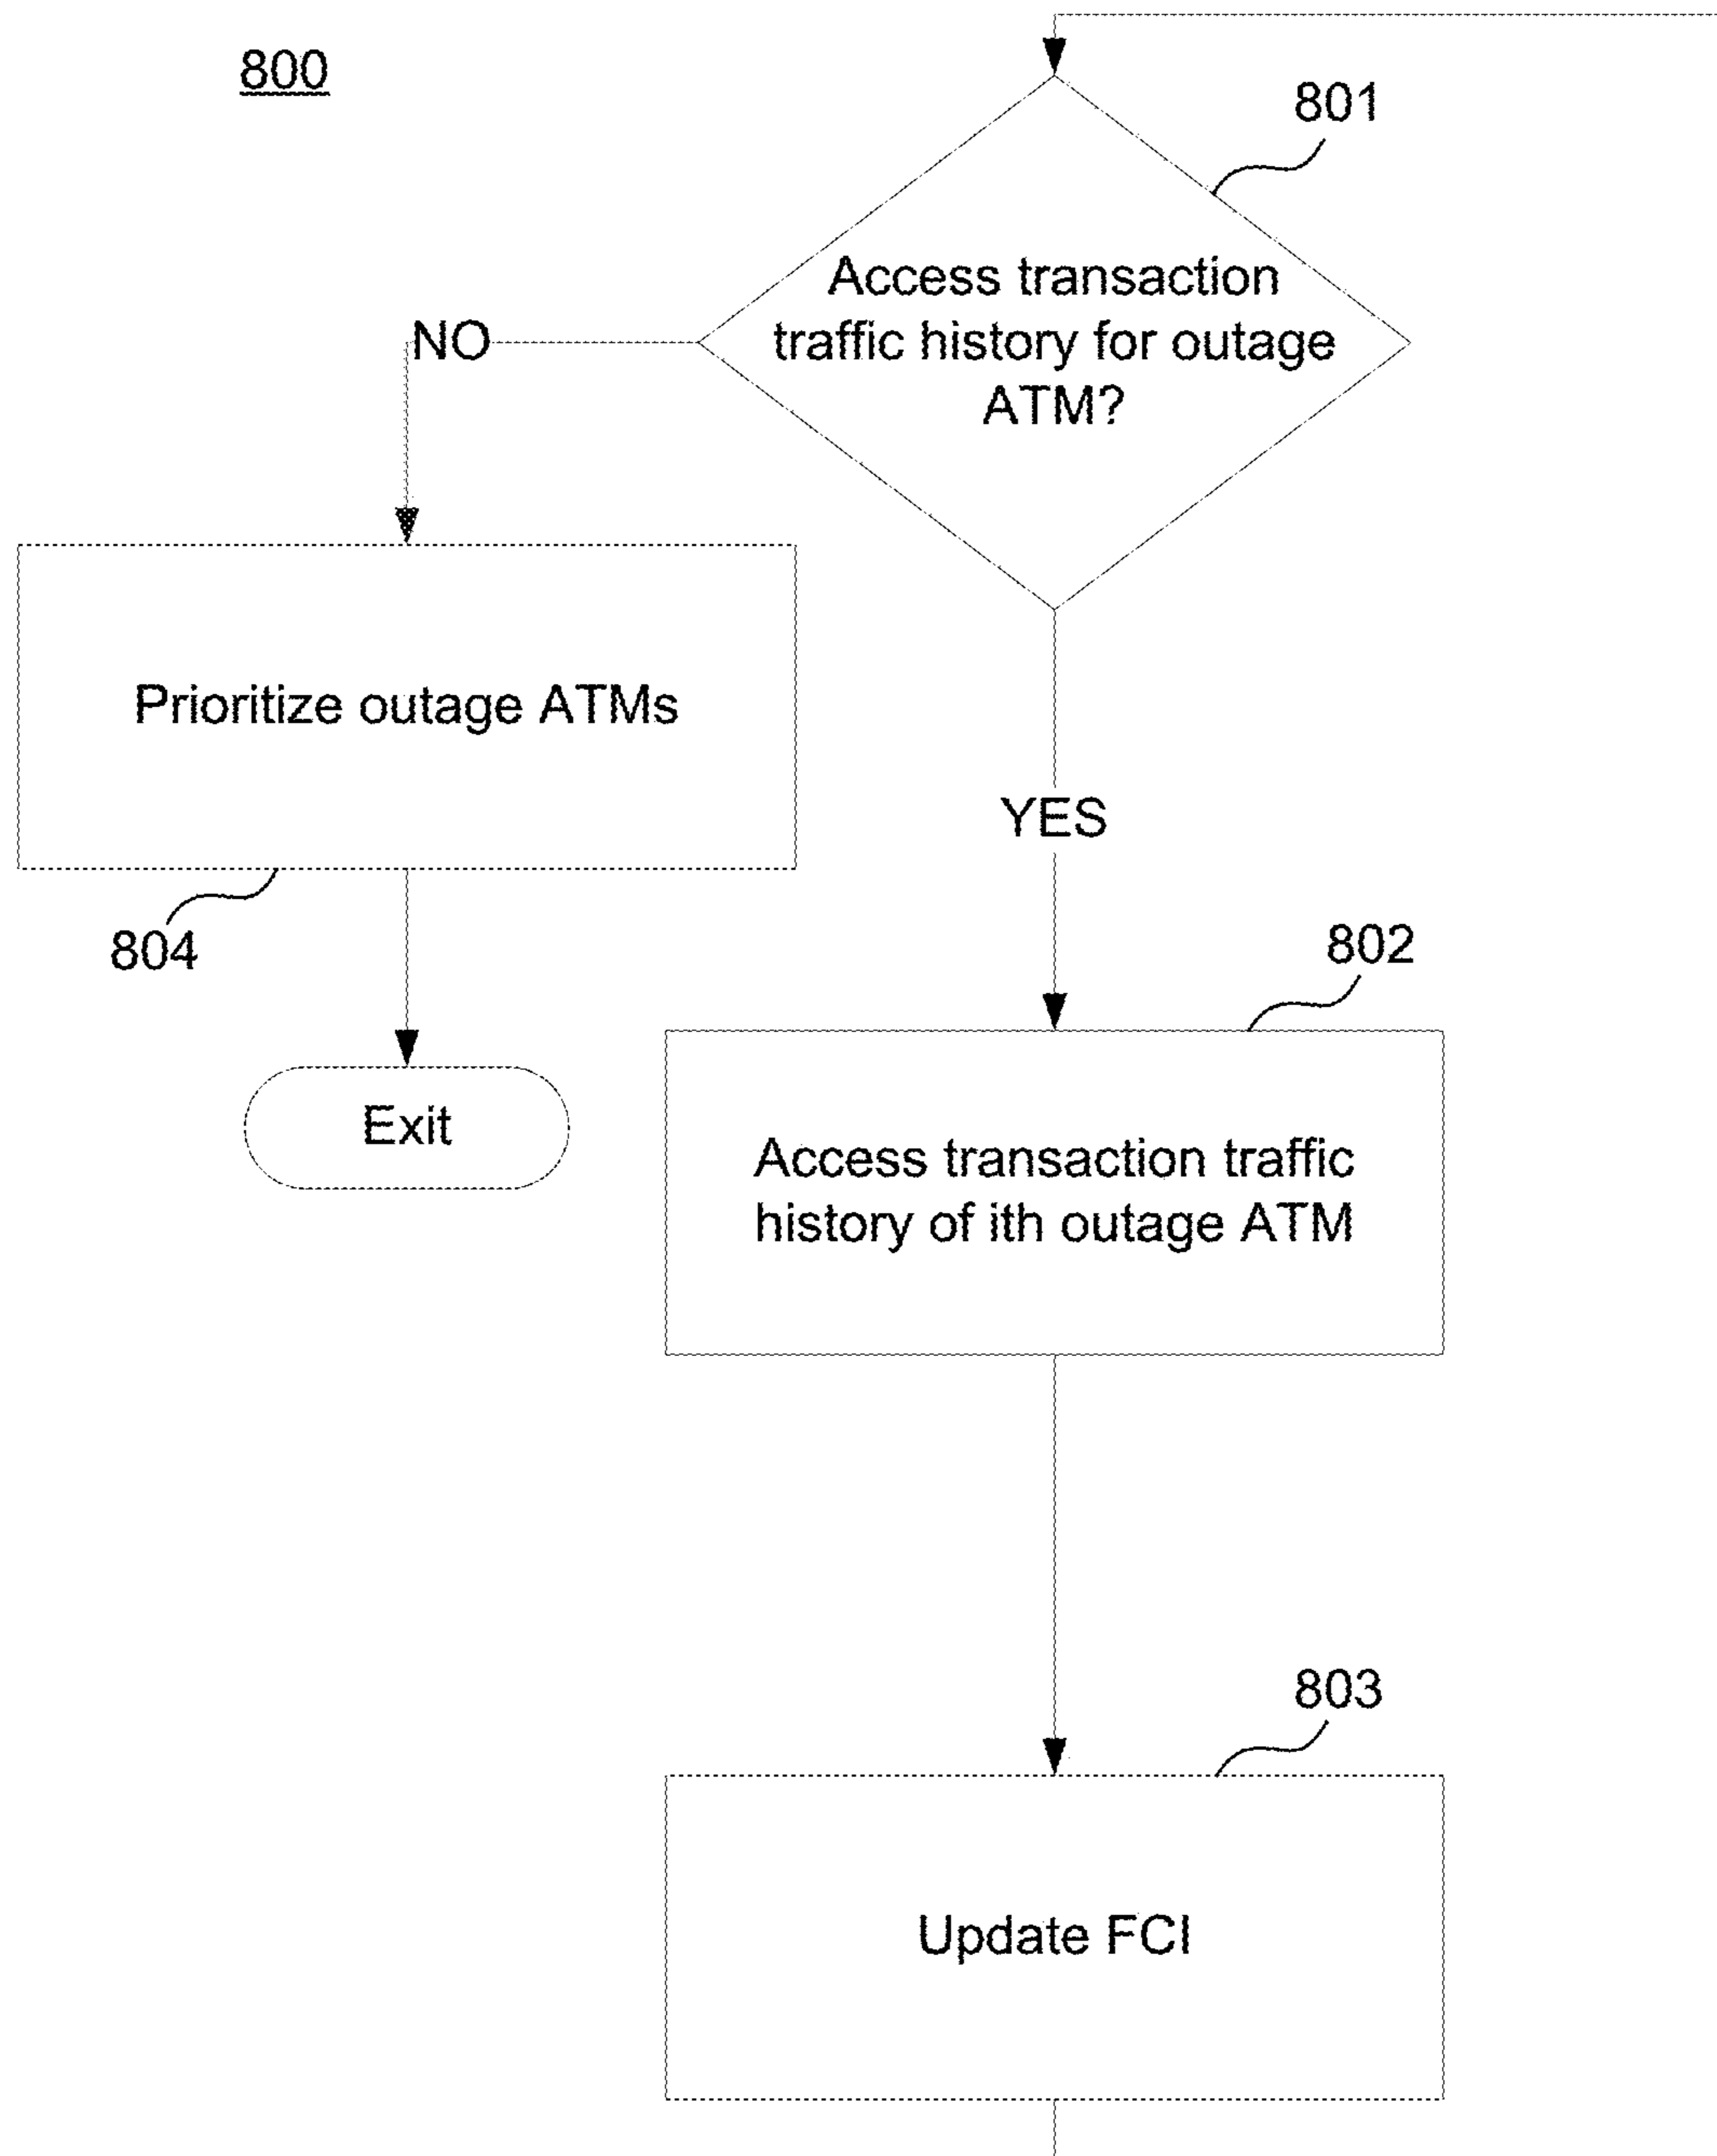 800
801
Access transaction
traffic history for outage
ATM?
NO
Prioritize outage ATMs
YES
804
802
Exit
Access transaction traffic
history of ith outage ATM
803
Update FCI